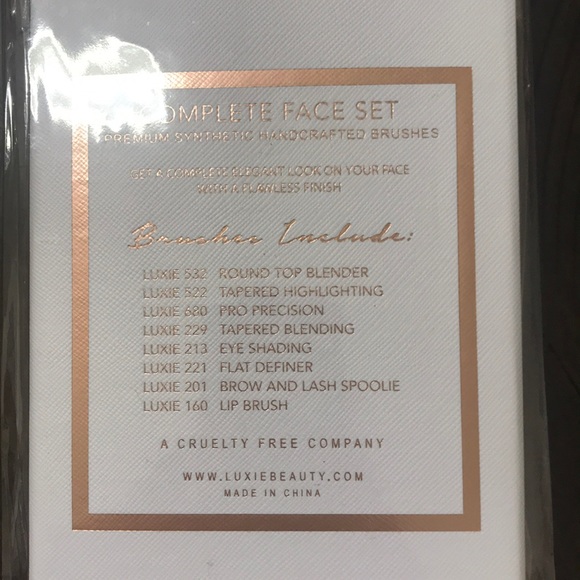 COMPLETE FACE SET
PREMIUM SYNTHETIC HANDCRAFTED BRUSHES
GET A COMPLETE ELEGANT LOOK ON YOUR FACE
WITH A FLAWLESS FINISH
Brushes Include:
LUXIE 532 ROUND TOP BLENDER
LUXIE 522 TAPERED HIGHLIGHTING
LUXIE 680 PRO PRECISION
LUXIE 229 TAPERED BLENDING
LUXIE 213 EYE SHADING
LUXIE 221 FLAT DEFINER
LUXIE 201 BROW AND LASH SPOOLIE
LUXIE 160 LIP BRUSH
A CRUELTY FREE COMPANY
WWW.LUXIEBEAUTY.COM
MADE IN CHINA